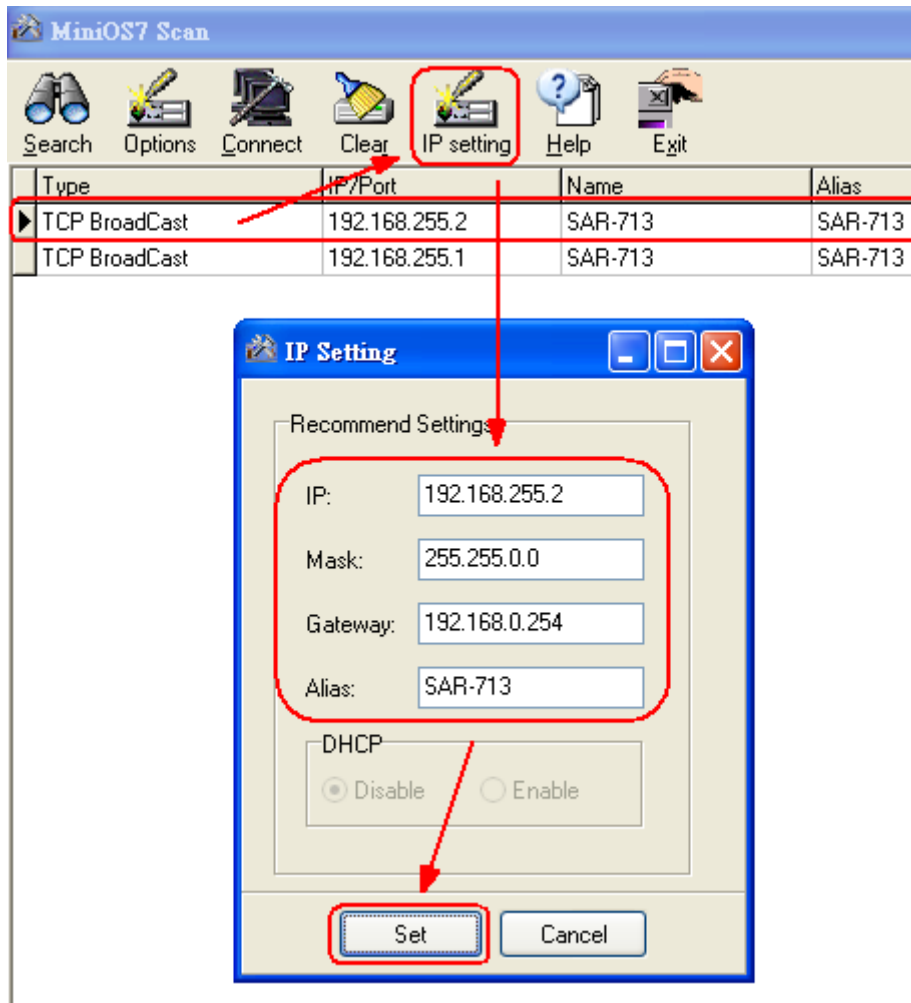 MiniOS7 Scan
Search Options Connect Clear IP setting Help Exit
Type IP/Port Name Alias
TCP BroadCast 192.168.255.2 SAR-713 SAR-713
TCP BroadCast 192.168.255.1 SAR-713 SAR-713
IP Setting
Recommend Settings
IP: 192.168.255.2
Mask: 255.255.0.0
Gateway: 192.168.0.254
Alias: SAR-713
DHCP
Disable Enable
Set Cancel